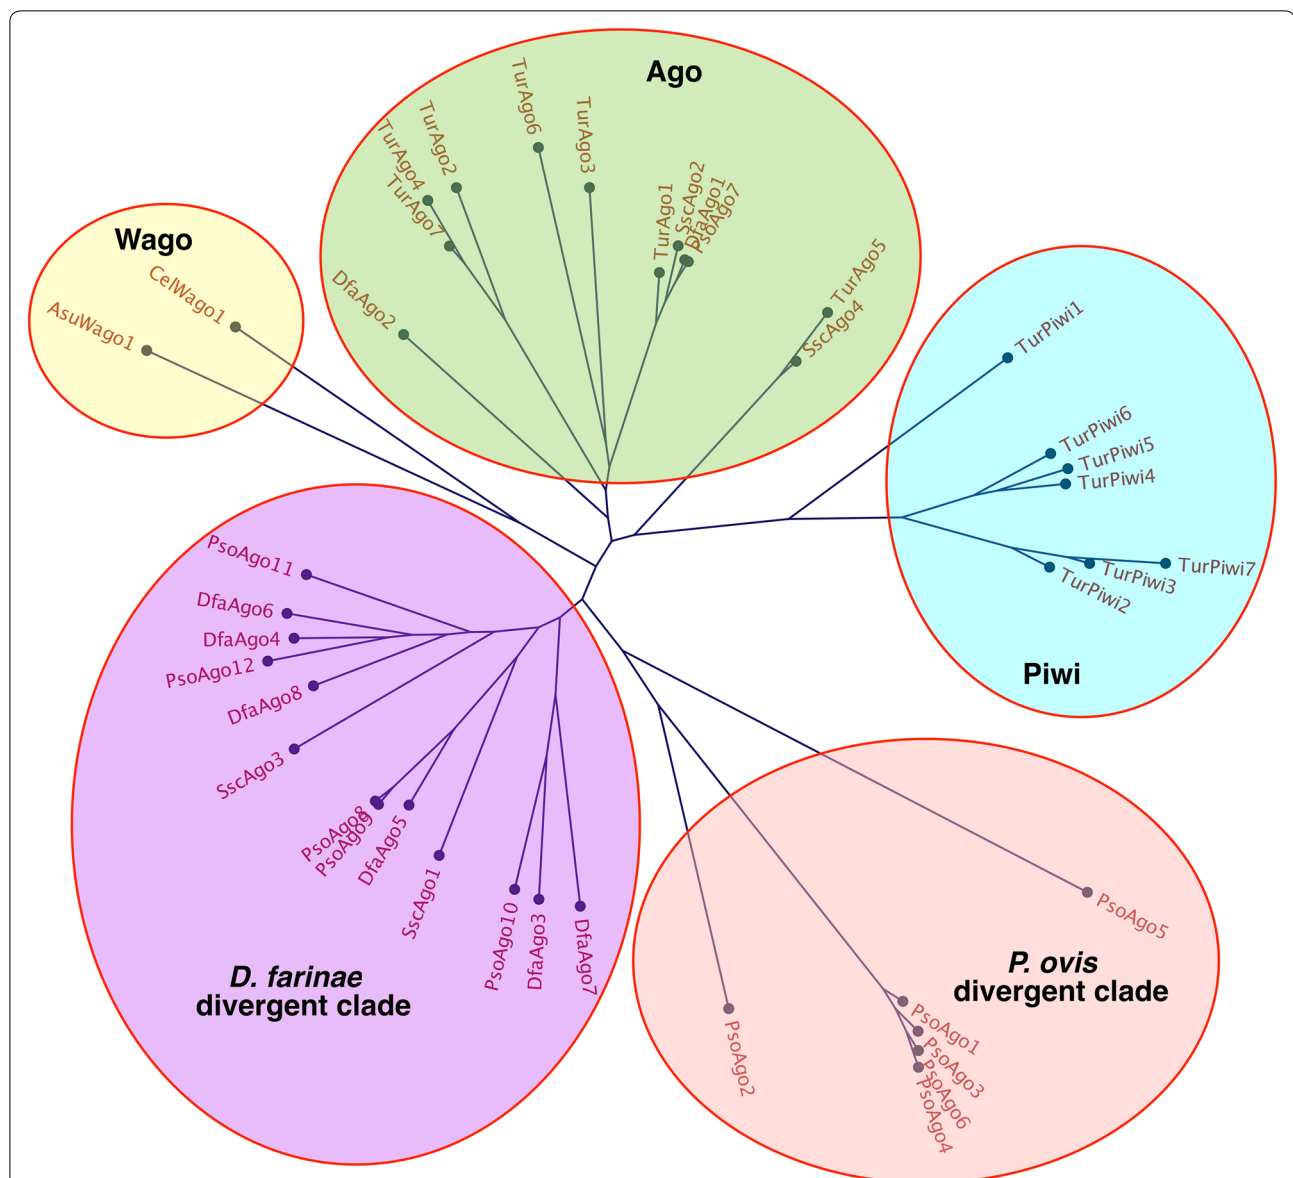 Ago
TurAgo6
TurAgo3
TurAgo2
TurAgo4
TurAgo7
DfaAgo2
TurAgo1
SscAgo2
DfaAgo1
PsoAgo7
TurAgo5
SscAgo4
Wago
CelWago1
AsuWago1
TurPiwi1
TurPiwi6
TurPiwi5
TurPiwi4
TurPiwi7
TurPiwi3
TurPiwi2
Piwi
PsoAgo11
DfaAgo6
DfaAgo4
PsoAgo12
DfaAgo8
SscAgo3
PsoAgo8
PsoAgo9
DfaAgo5
SscAgo1
PsoAgo10
DfaAgo3
DfaAgo7
D. farinae
divergent clade
PsoAgo5
P. ovis
divergent clade
PsoAgo2
PsoAgo1
PsoAgo3
PsoAgo6
PsoAgo4